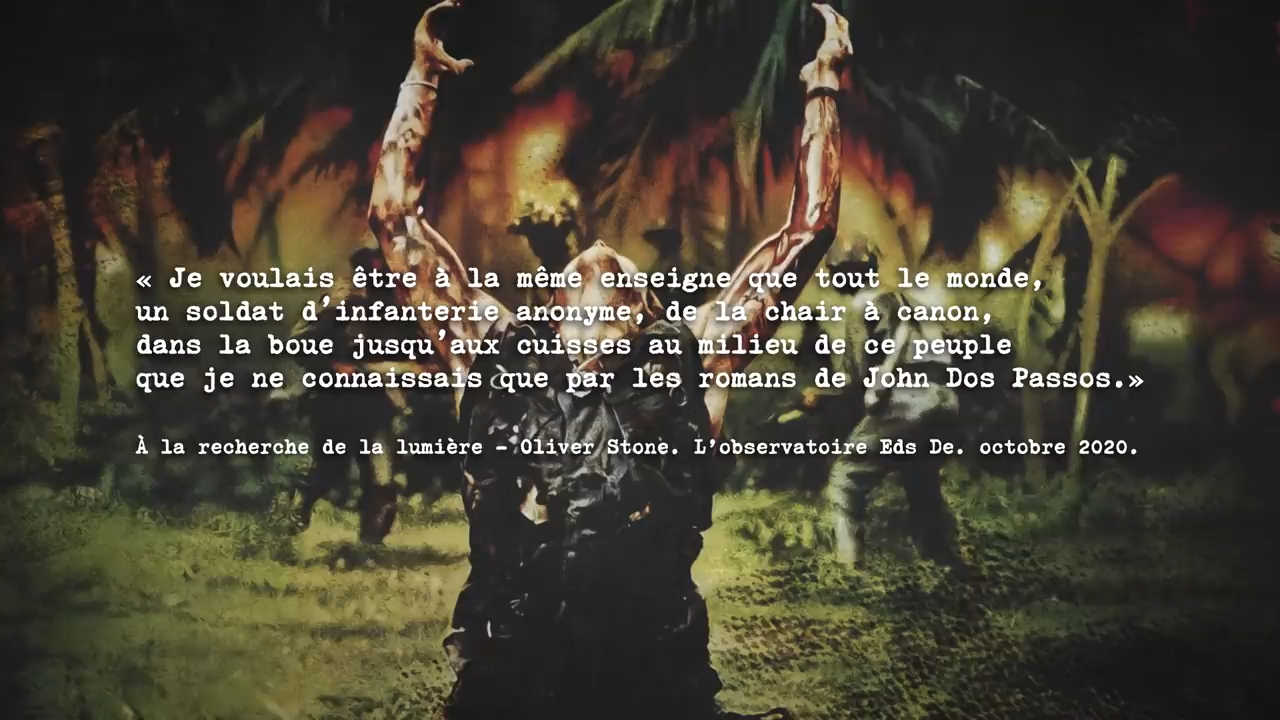 « Je voulais être à la même enseigne que tout le monde,
un soldat d’infanterie anonyme, de la chair à canon,
dans la boue jusqu’aux cuisses au milieu de ce peuple
que je ne connaissais que par les romans de John Dos Passos.»
À la recherche de la lumière – Oliver Stone. L’observatoire Eds De. octobre 2020.